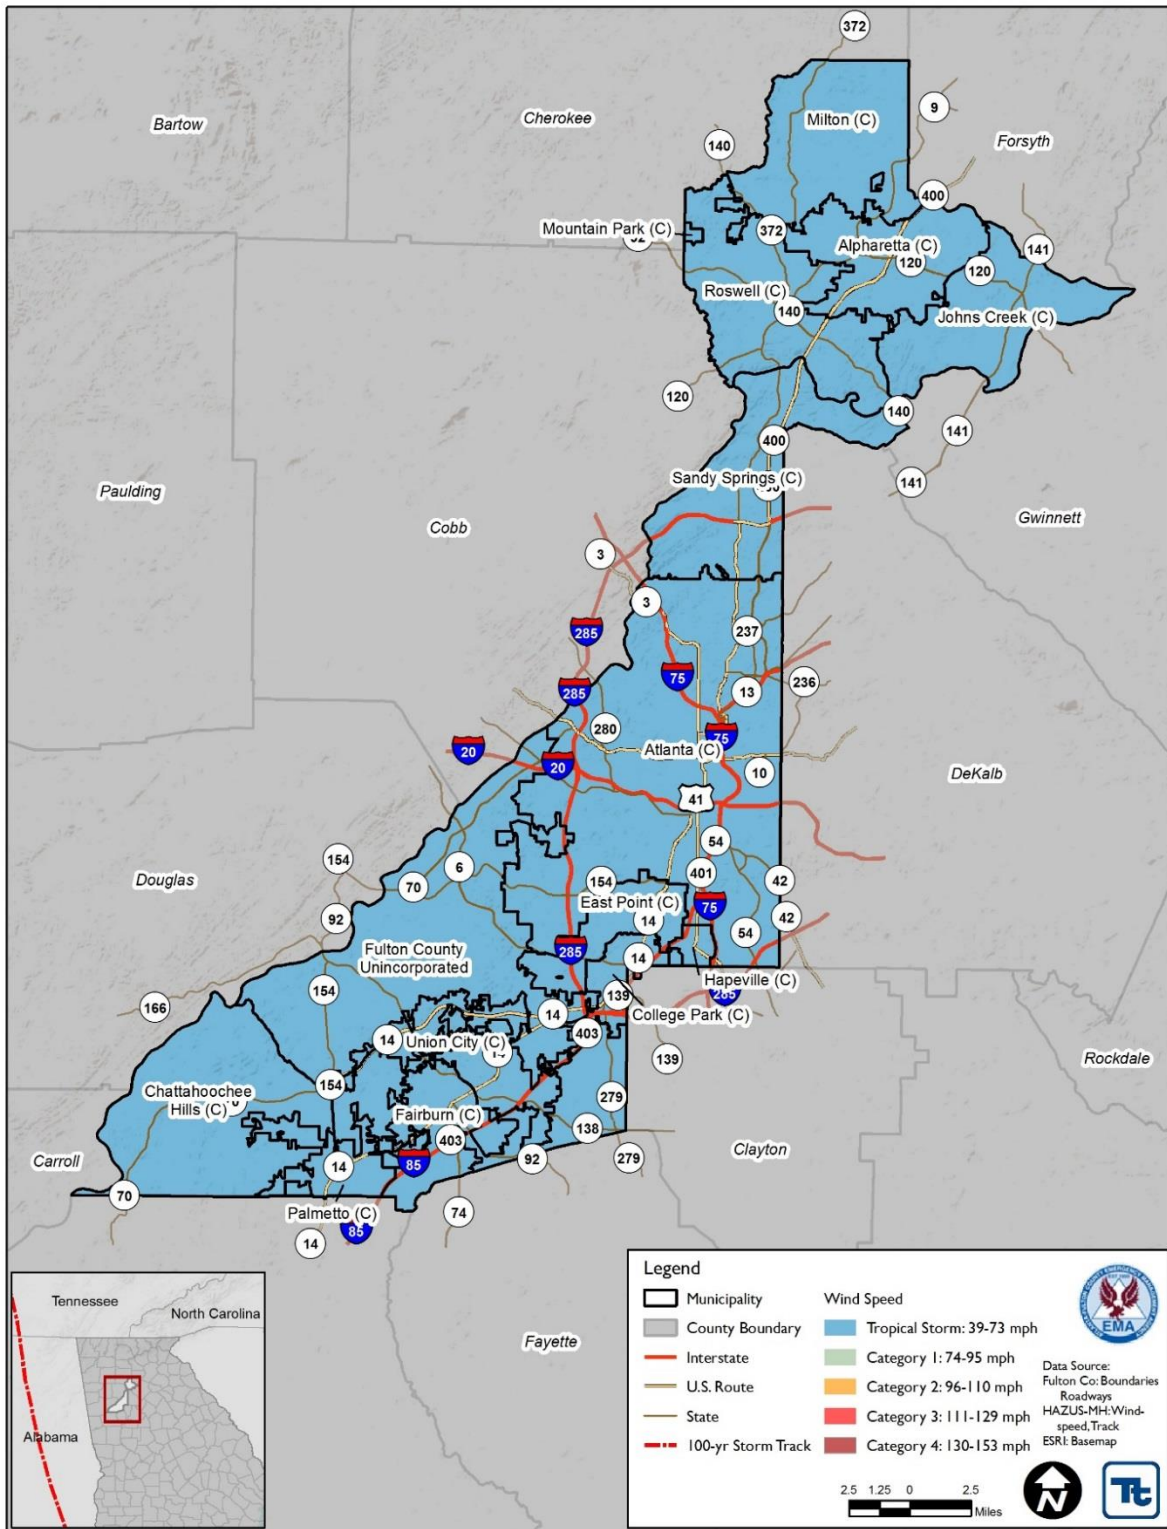 372
Bartow
Cherokee
Milton (C)
9
Forsyth
140
400
Mountain Park (C)
372
Alpharetta (C)
141
120
120
Roswell (C)
140
Johns Creek (C)
120
140
141
400
Sandy Springs (C)
141
Paulding
Cobb
Gwinnett
3
3
285
237
75
236
285
13
280
75
20
Atlanta (C)
20
10
DeKalb
41
54
154
6
401
Douglas
70
154
42
East Point (C)
75
92
14
42
54
Fulton County
Unincorporated
285
14
Hapeville (C)
154
139
285
166
14
College Park (C)
403
14
Union City (C)
14
139
Rockdale
Chattahoochee
Hills (C)
154
279
Fairburn (C)
138
403
Clayton
Carroll
85
92
279
14
70
Palmetto (C)
74
85
14
Fayette
Tennessee
North Carolina
Alabama
Legend
Municipality
County Boundary
Interstate
U.S. Route
State
100-yr Storm Track
Wind Speed
Tropical Storm: 39-73 mph
Category 1: 74-95 mph
Category 2: 96-110 mph
Category 3: 111-129 mph
Category 4: 130-153 mph
EMA
Data Source:
Fulton Co: Boundaries
Roadways
HAZUS-MH: Wind-
speed, Track
ESRI: Basemap
2.5 1.25 0 2.5
Miles
N
Tt